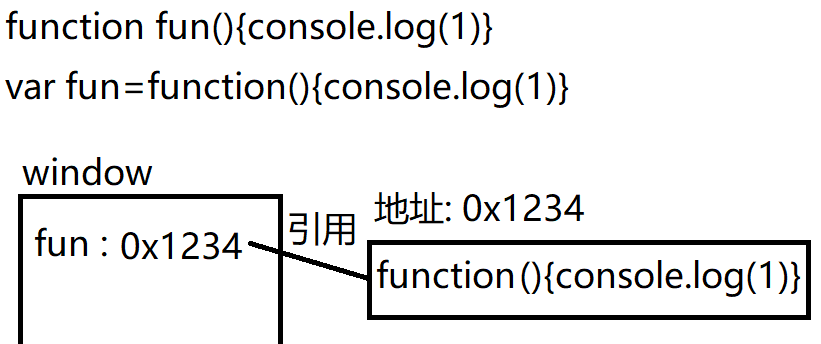 function fun(){console.log(1)}
var fun=function(){console.log(1)}
window
地址: 0x1234
fun : 0x1234
引用
function(){console.log(1)}